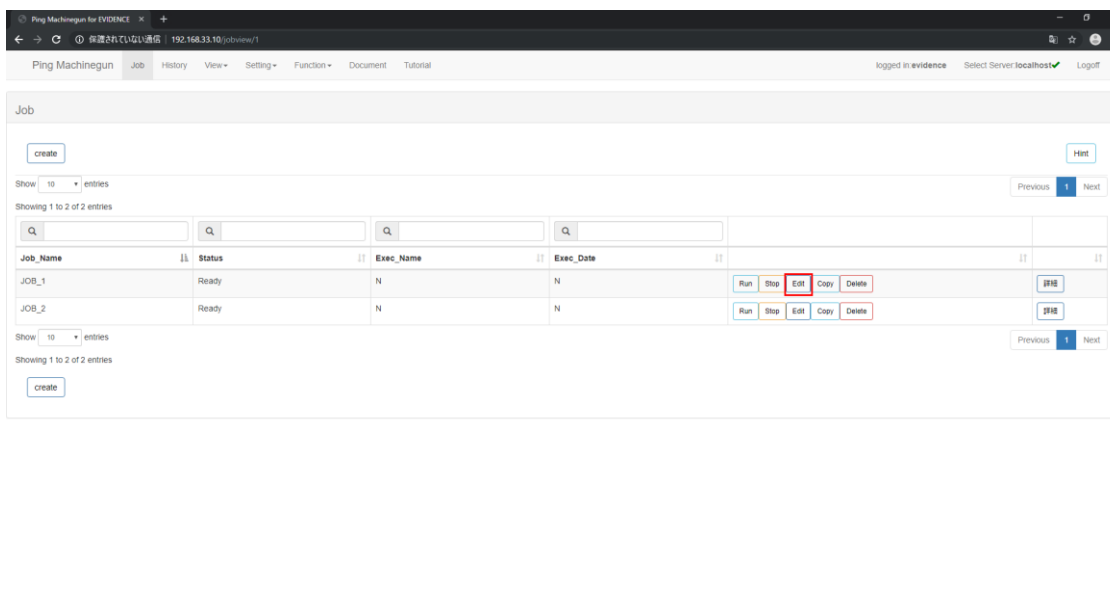 Ping Machinegun for EVIDENCE × +
保護されていない通信 | 192.168.33.10/jobview/1
Ping Machinegun Job History View Setting Function Document Tutorial logged in:evidence Select Server:localhost✔ Logoff
Job
create Hint
Show 10 entries Previous 1 Next
Showing 1 to 2 of 2 entries
Job_Name Status Exec_Name Exec_Date
JOB_1 Ready N N Run Stop Edit Copy Delete 詳細
JOB_2 Ready N N Run Stop Edit Copy Delete 詳細
Show 10 entries Previous 1 Next
Showing 1 to 2 of 2 entries
create